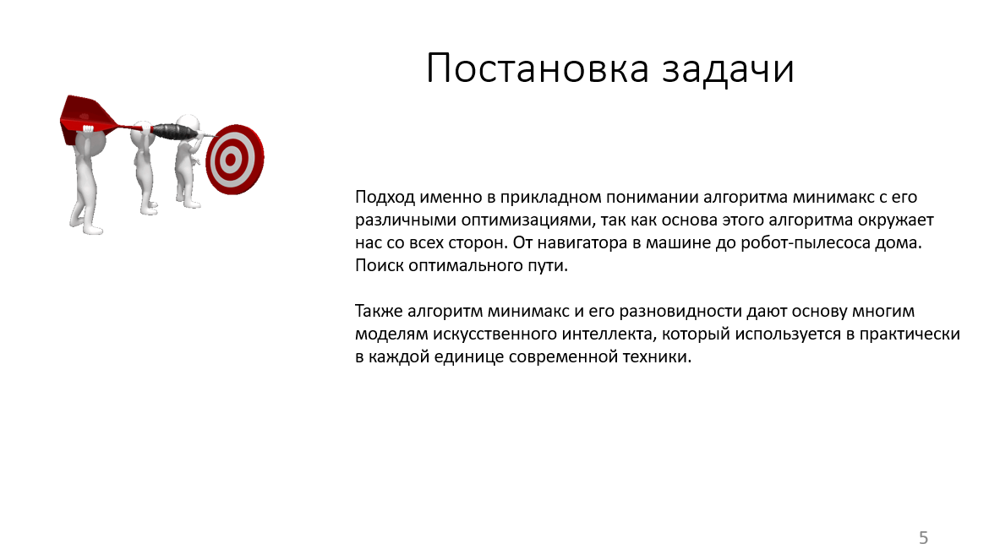 Постановка задачи
Подход именно в прикладном понимании алгоритма минимакс с его
различными оптимизациями, так как основа этого алгоритма окружает
нас со всех сторон. От навигатора в машине до робот-пылесоса дома.
Поиск оптимального пути.
Также алгоритм минимакс и его разновидности дают основу многим
моделям искусственного интеллекта, который используется в практически
в каждой единице современной техники.
5